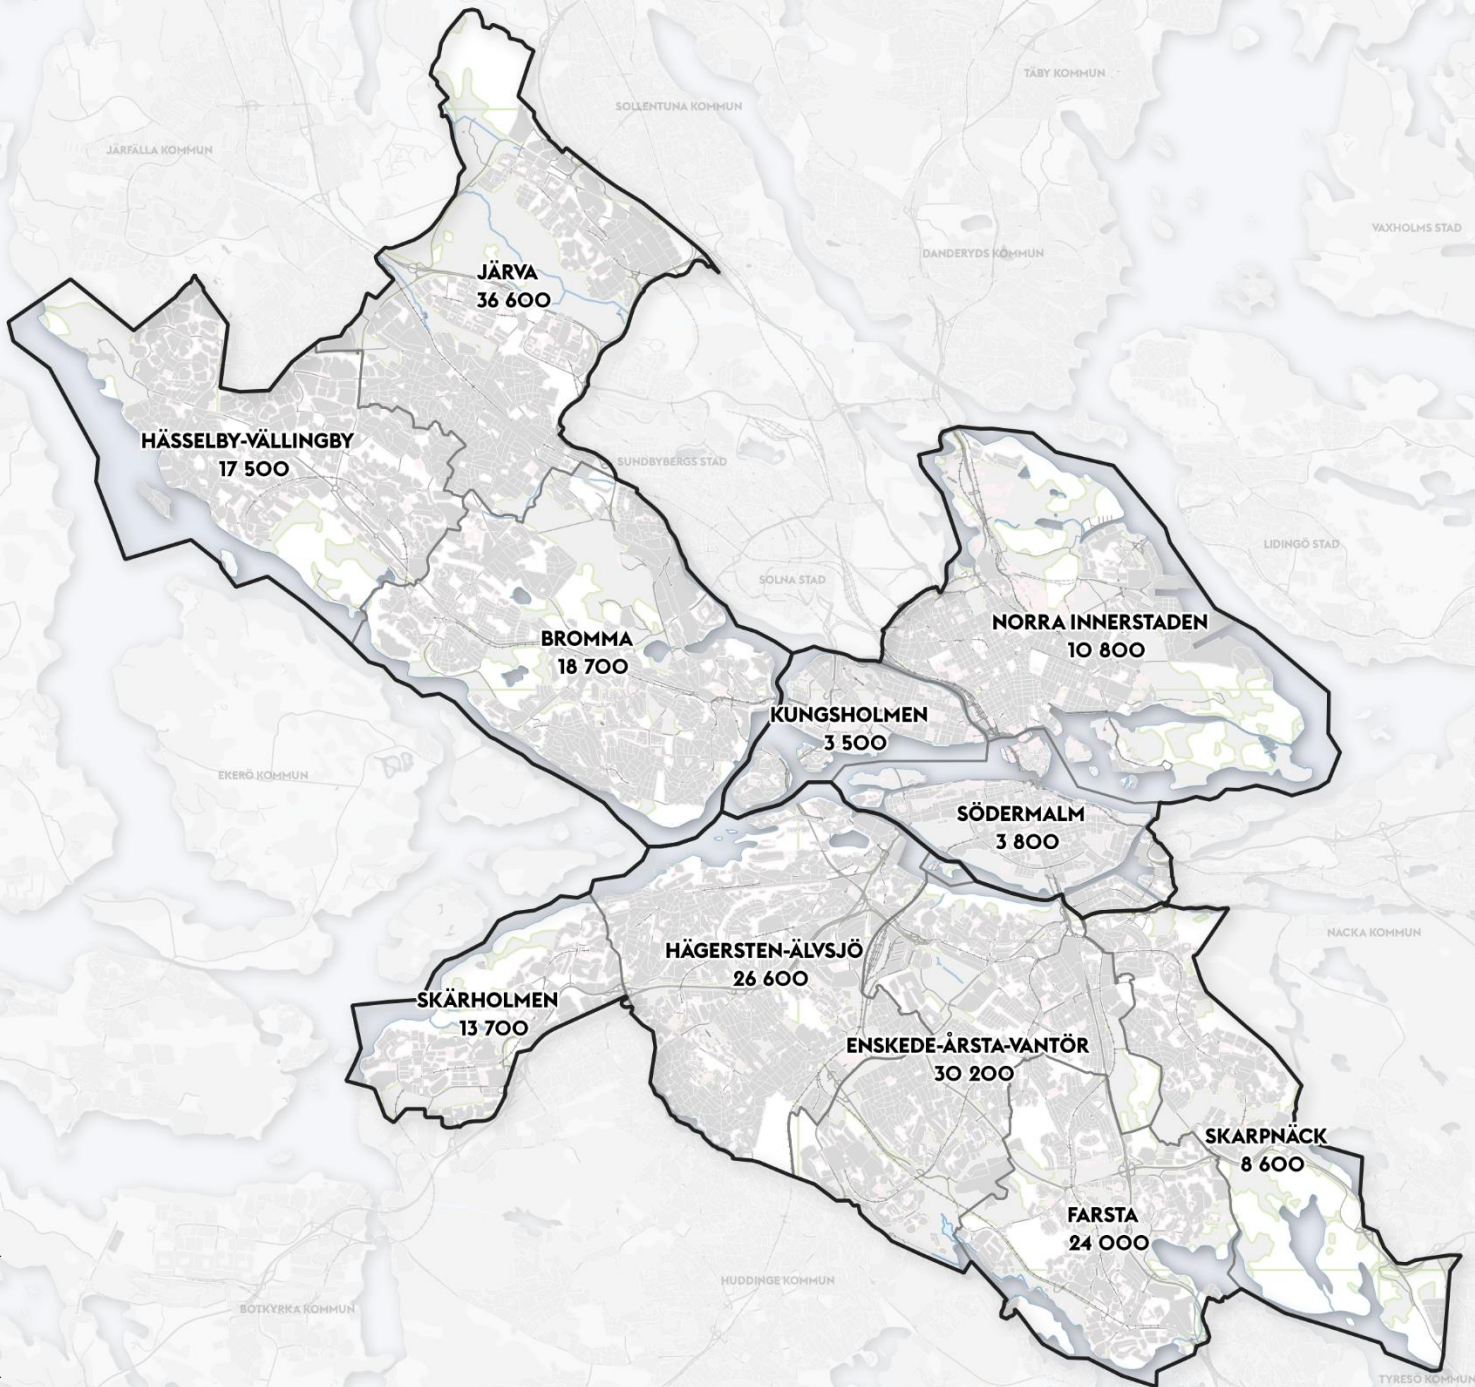 TÄBY KOMMUN
SOLLENTUNA KOMMUN
JÄRFÄLLA KOMMUN
VAXHOLMS STAD
DANDERYDS KOMMUN
JÄRVA
36 600
HÄSSELBY-VÄLLINGBY
17 500
SUNDBYBERGS STAD
LIDINGÖ STAD
SOLNA STAD
NORRA INNERSTADEN
10 800
BROMMA
18 700
KUNGSHOLMEN
3 500
EKERÖ KOMMUN
SÖDERMALM
3 800
NACKA KOMMUN
HÄGERSTEN-ÄLVSJÖ
26 600
SKÄRHOLMEN
13 700
ENSKEDE-ÅRSTA-VANTÖR
30 200
SKARPNÄCK
8 600
FARSTA
24 000
HUDDINGE KOMMUN
BOTKYRKA KOMMUN
TYRESÖ KOMMUN